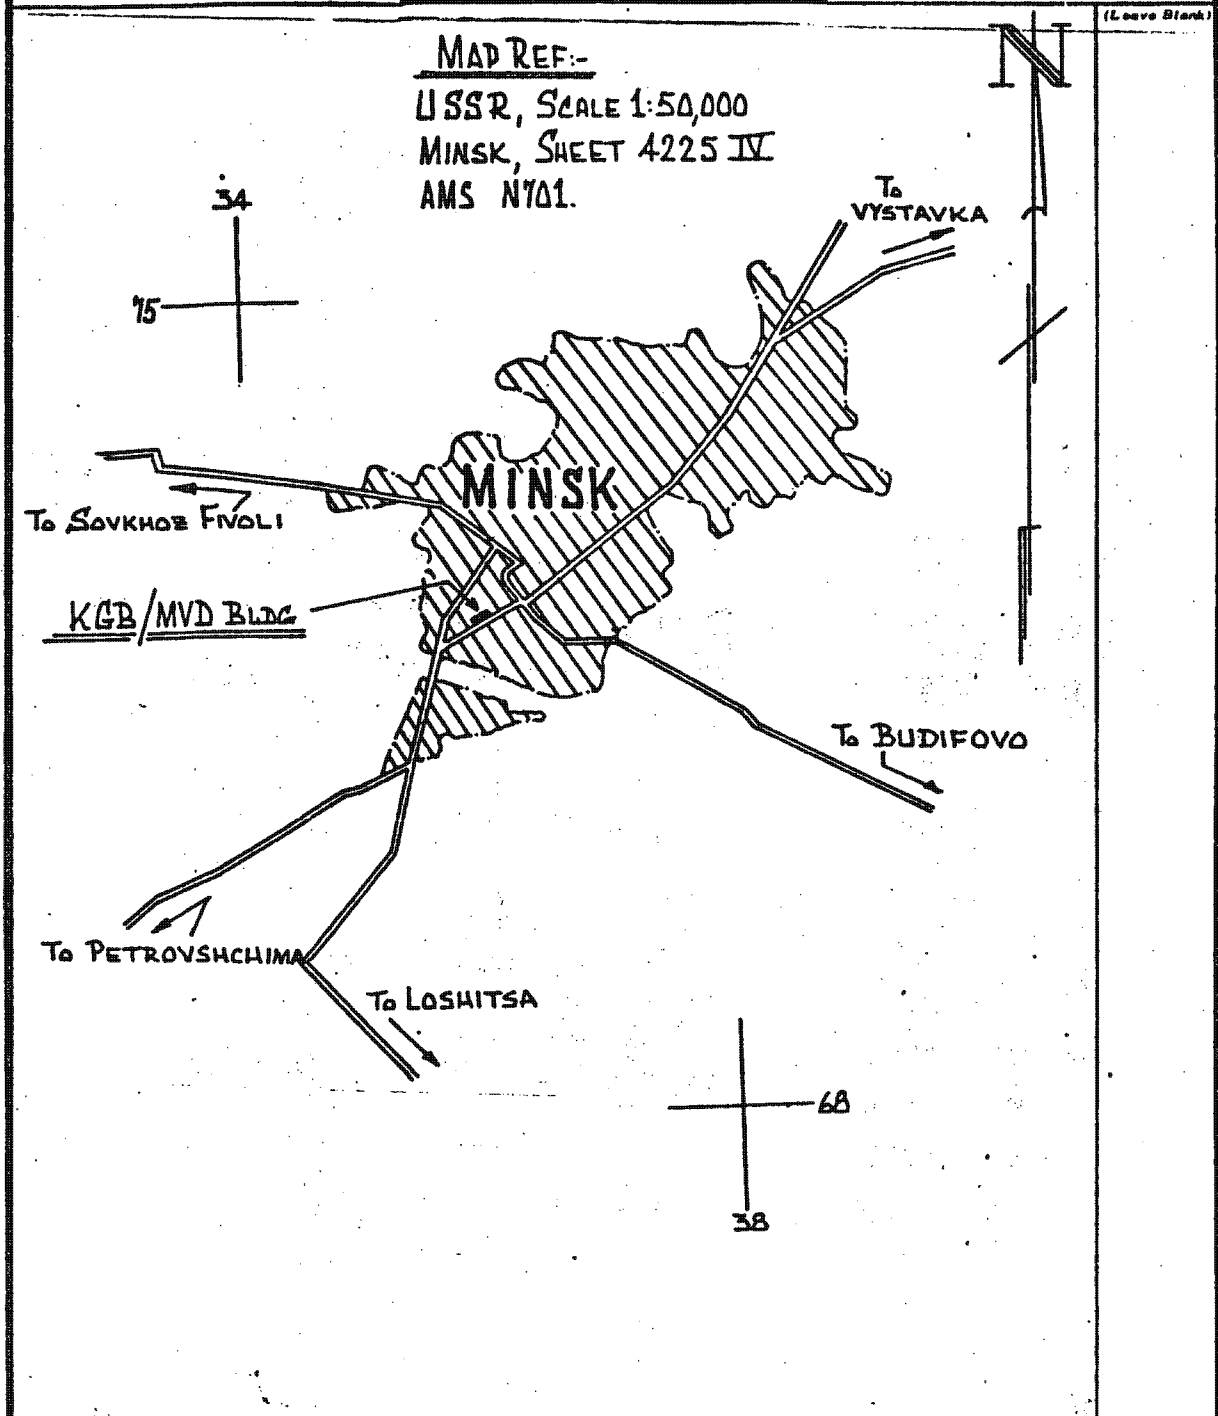 (Leave Blank)
N
MAP REF:-
USSR, SCALE 1:50,000
MINSK, SHEET 4225 IV
AMS N701.
34
75
To
VYSTAVKA
MINSK
To SOVKHOZ FIVOLI
KGB/MVD BLDG
To BUDIFOVO
To PETROVSHCHIMA
To LOSHITSA
68
38